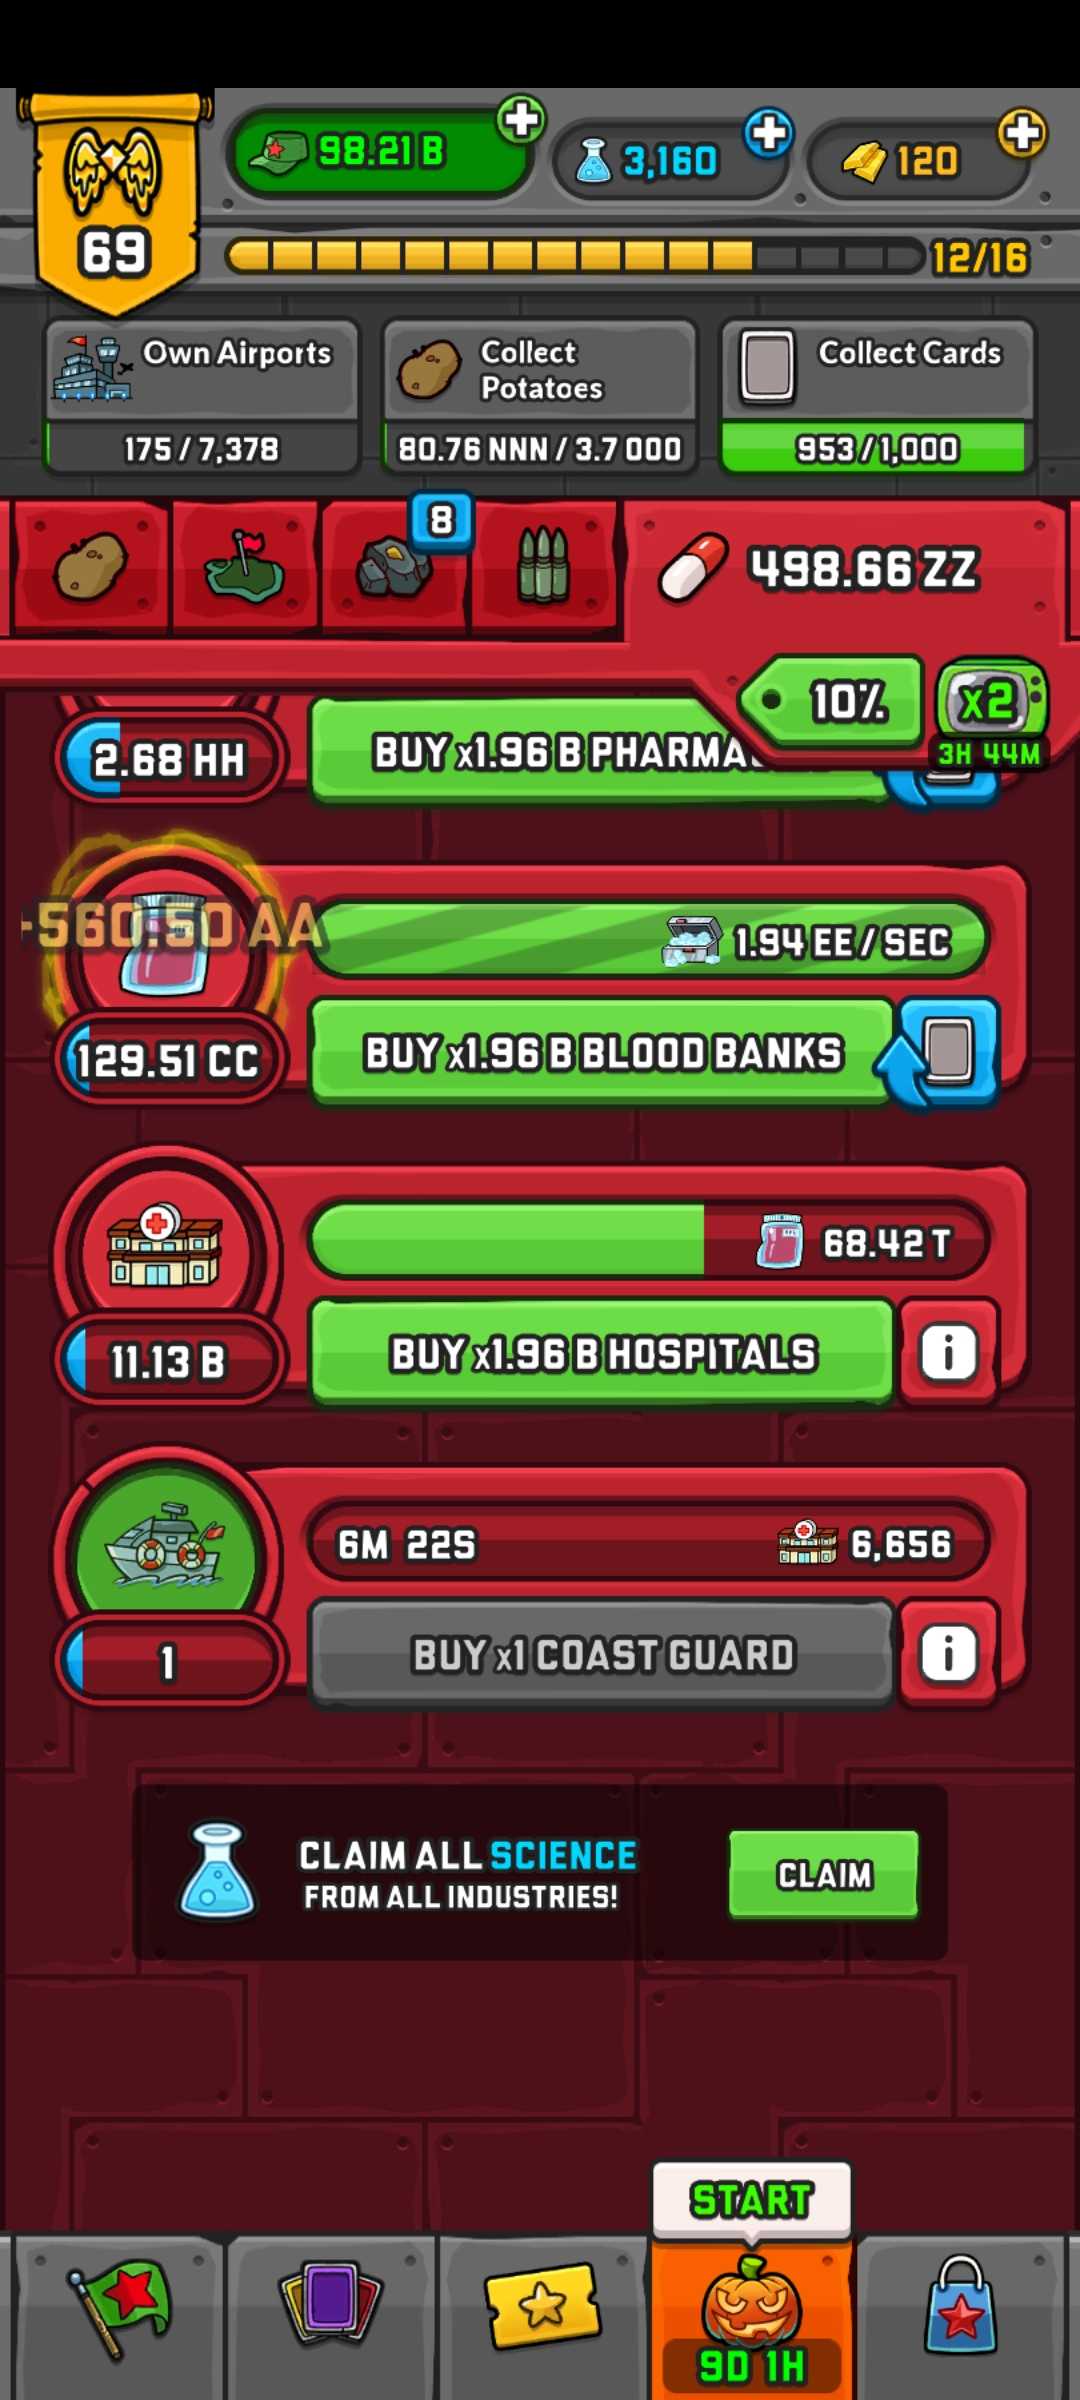 69
98.21 B
3,160
120
12/16
Own Airports
175 / 7,378
Collect
Potatoes
80.76 NNN / 3.7 OOO
Collect Cards
953 / 1,000
8
498.66 ZZ
10%
x2
3H 44M
2.68 HH
BUY x1.96 B
560.50 AA
1.94 EE / SEC
129.51 CC
BUY x1.96 B BLOOD BANKS
68.42 T
11.13 B
BUY x1.96 B HOSPITALS
i
6M 22S
6,656
1
BUY x1 COAST GUARD
i
CLAIM ALL SCIENCE
FROM ALL INDUSTRIES!
CLAIM
START
9D 1H